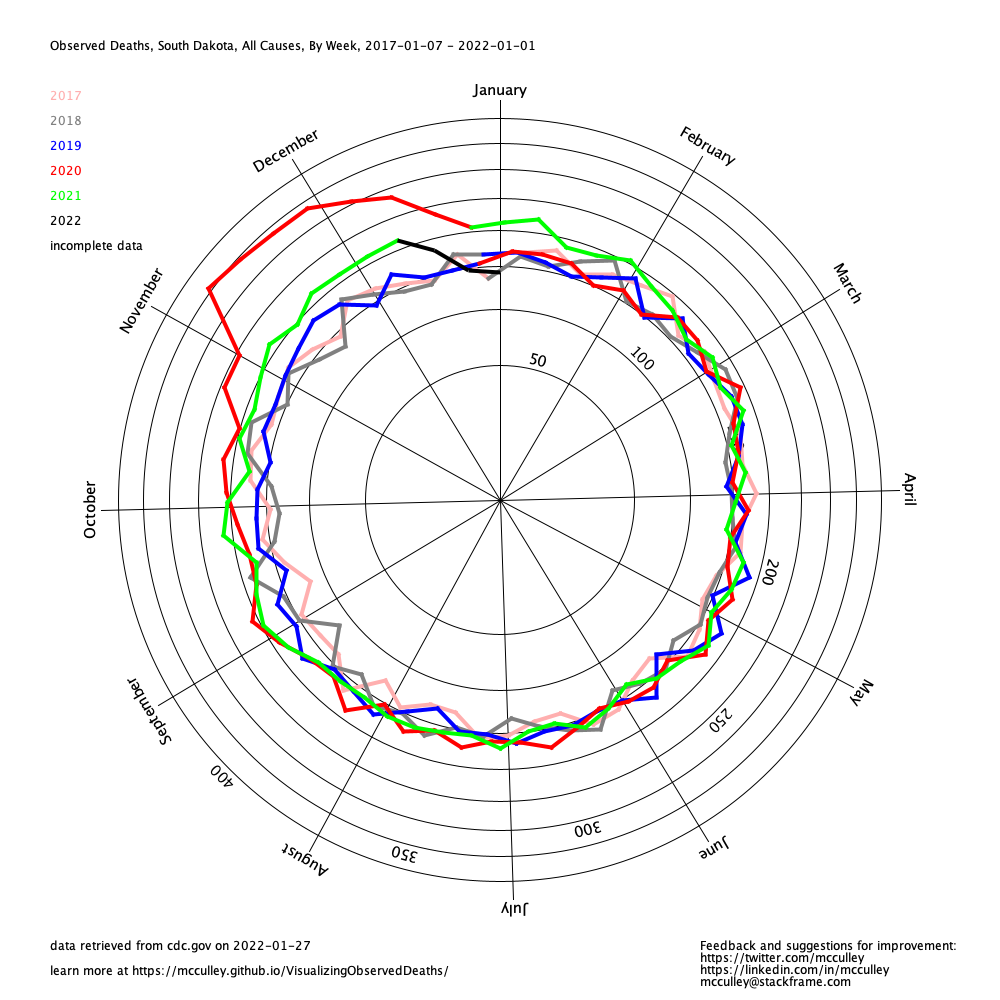 Observed Deaths, South Dakota, All Causes, By Week, 2017-01-07 - 2022-01-01
2017
2018
2019
2020
2021
2022
incomplete data
January
February
March
April
May
June
July
August
September
October
November
December
50
100
200
250
300
350
400
data retrieved from cdc.gov on 2022-01-27
learn more at https://mcculley.github.io/VisualizingObservedDeaths/
Feedback and suggestions for improvement:
https://twitter.com/mcculley
https://linkedin.com/in/mcculley
mcculley@stackframe.com